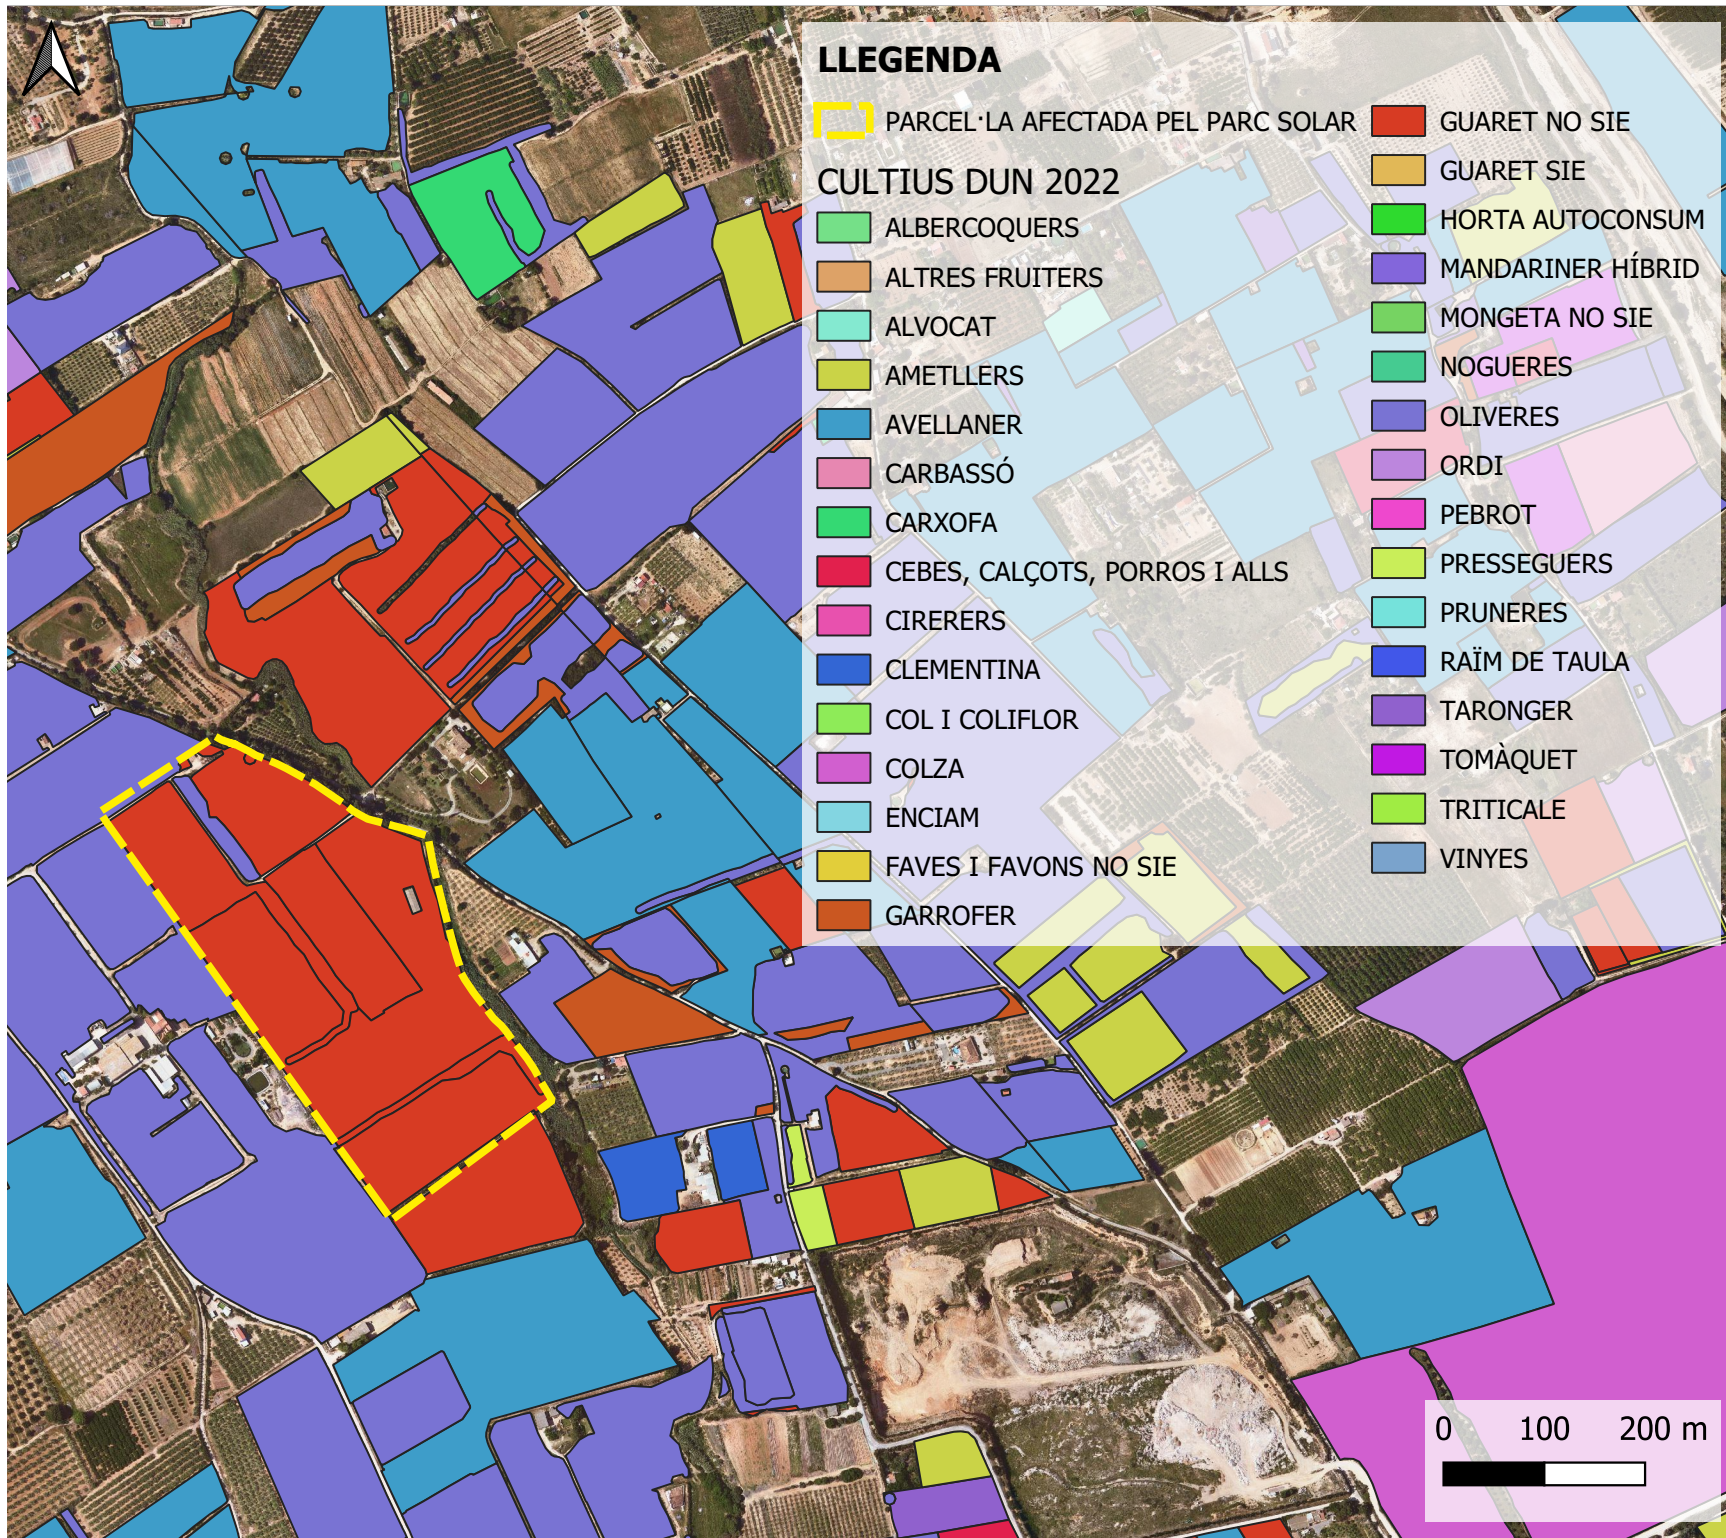 LLEGENDA
PARCEL·LA AFECTADA PEL PARC SOLAR
CULTIUS DUN 2022
ALBERCOQUERS
ALTRES FRUITERS
ALVOCAT
AMETLLERS
AVELLANER
CARBASSÓ
CARXOFA
CEBES, CALÇOTS, PORROS I ALLS
CIRERERS
CLEMENTINA
COL I COLIFLOR
COLZA
ENCIAM
FAVES I FAVONS NO SIE
GARROFER
GUARET NO SIE
GUARET SIE
HORTA AUTOCONSUM
MANDARINER HÍBRID
MONGETA NO SIE
NOGUERES
OLIVERES
ORDI
PEBROT
PRESSEGUERS
PRUNERES
RAÏM DE TAULA
TARONGER
TOMÀQUET
TRITICALE
VINYES
0 100 200 m